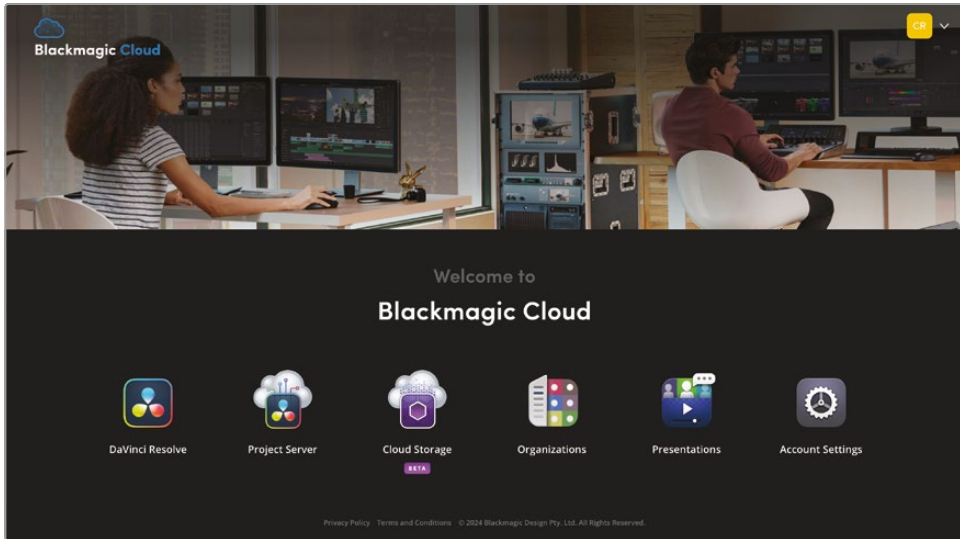 Blackmagic Cloud
CR
Welcome to
Blackmagic Cloud
DaVinci Resolve
Project Server
Cloud Storage
Organizations
Presentations
Account Settings
BETA
Privacy Policy Terms and Conditions © 2024 Blackmagic Design Pty. Ltd. All Rights Reserved.